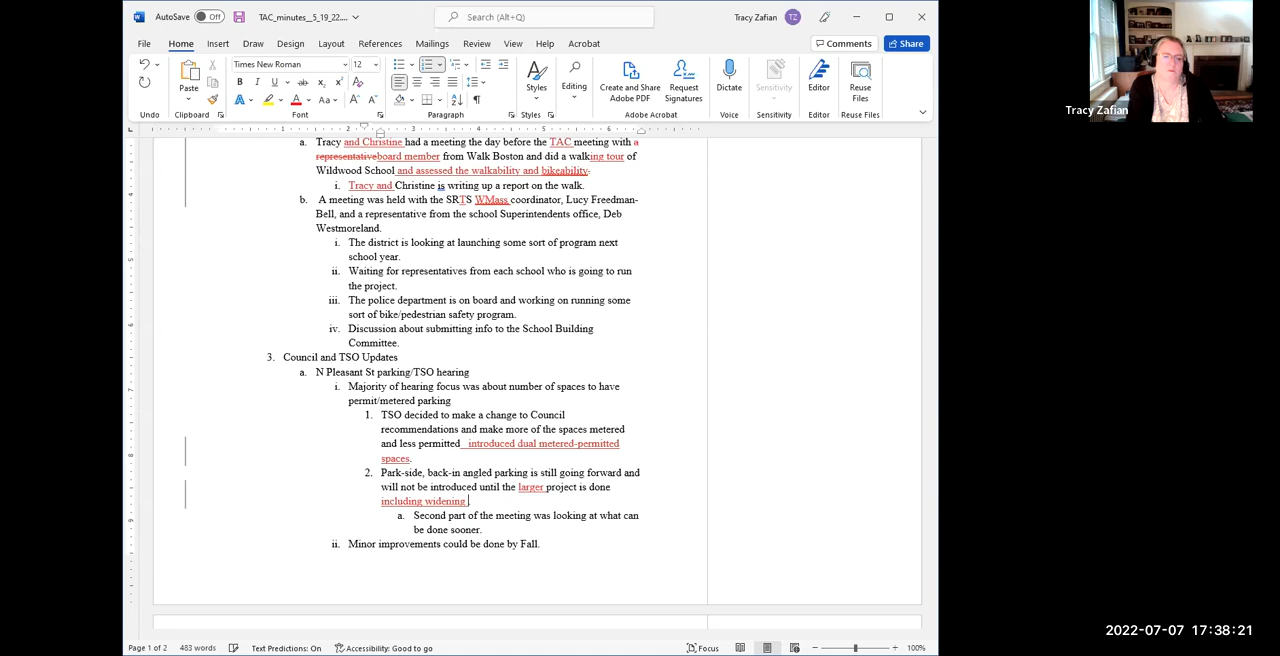 AutoSave Off TAC_minutes__5_19_22.... Search (Alt+Q) Tracy Zafian TZ
File Home Insert Draw Design Layout References Mailings Review View Help Acrobat Comments Share
Times New Roman 12
Paste Styles Editing Create and Share Adobe PDF Request Signatures Dictate Sensitivity Editor Reuse Files
Undo Clipboard Font Paragraph Styles Adobe Acrobat Voice Sensitivity Editor Reuse Files
a. Tracy and Christine had a meeting the day before the TAC meeting with a
representativeboard member from Walk Boston and did a walking tour of
Wildwood School and assessed the walkability and bikeability.
i. Tracy and Christine is writing up a report on the walk.
b. A meeting was held with the SRTS WMass coordinator, Lucy Freedman-
Bell, and a representative from the school Superintendents office, Deb
Westmoreland.
i. The district is looking at launching some sort of program next
school year.
ii. Waiting for representatives from each school who is going to run
the project.
iii. The police department is on board and working on running some
sort of bike/pedestrian safety program.
iv. Discussion about submitting info to the School Building
Committee.
3. Council and TSO Updates
a. N Pleasant St parking/TSO hearing
i. Majority of hearing focus was about number of spaces to have
permit/metered parking
1. TSO decided to make a change to Council
recommendations and make more of the spaces metered
and less permitted introduced dual metered-permitted
spaces.
2. Park-side, back-in angled parking is still going forward and
will not be introduced until the larger project is done
including widening .
a. Second part of the meeting was looking at what can
be done sooner.
ii. Minor improvements could be done by Fall.
Page 1 of 2 483 words Text Predictions: On Accessibility: Good to go Focus 100%
Tracy Zafian
2022-07-07 17:38:21